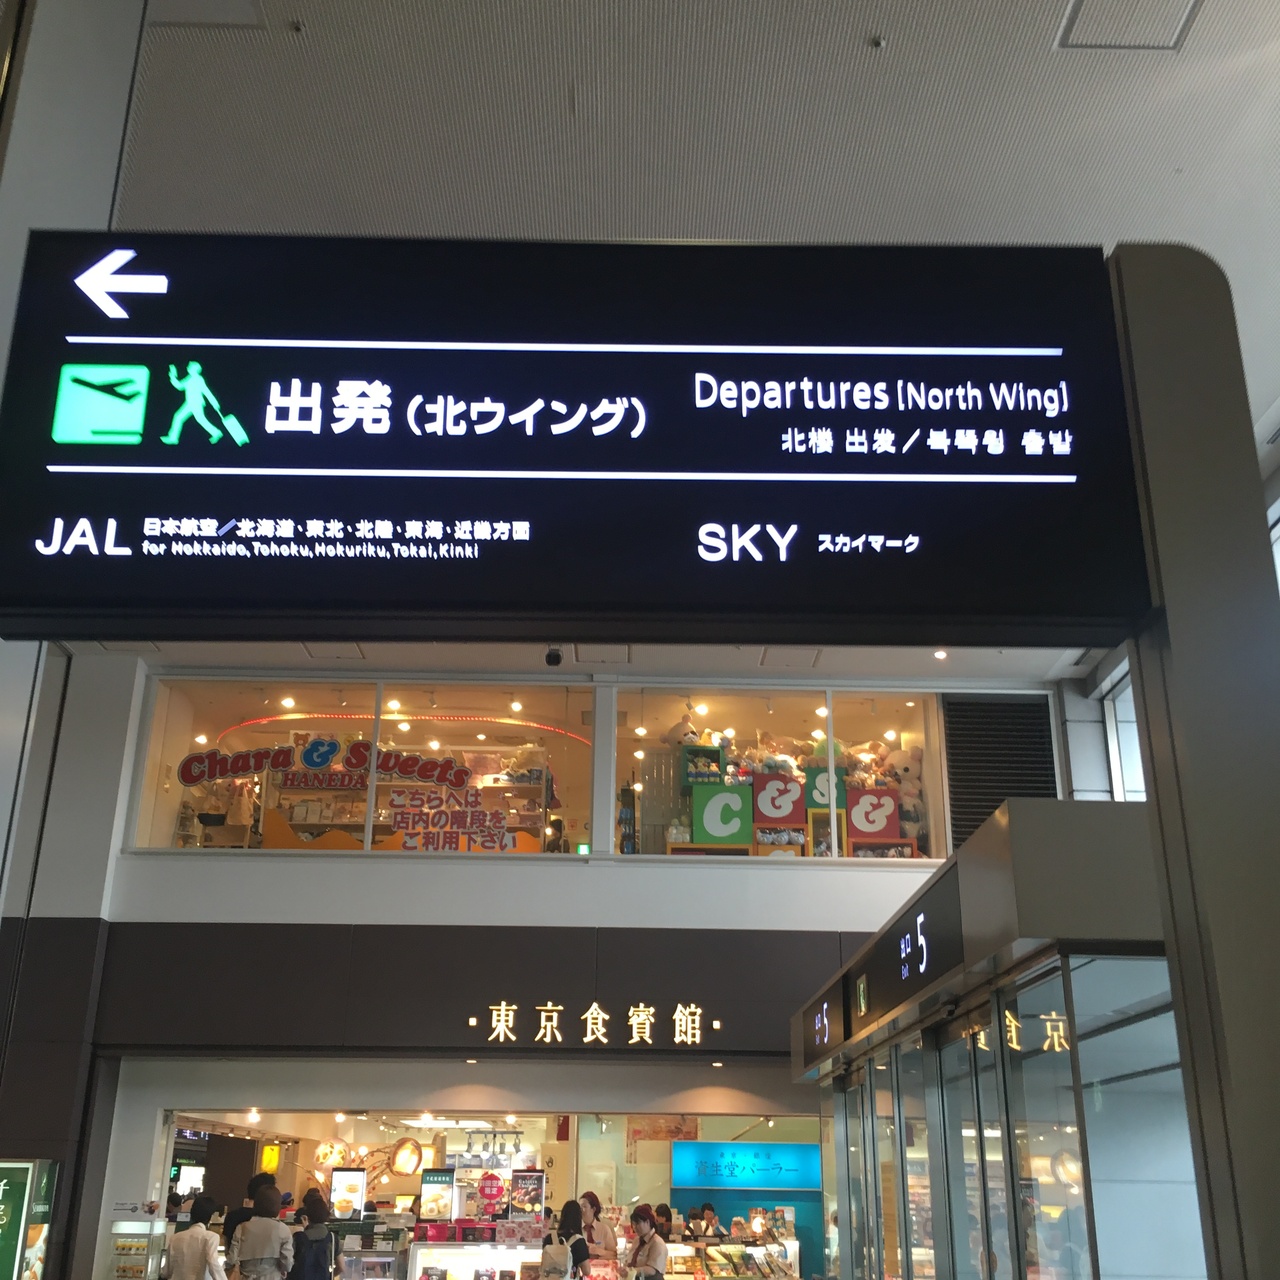 出発（北ウイング）
Departures [North Wing]
北楼 出发／북쪽윙 출발
JAL 日本航空／北海道・東北・北陸・東海・近畿方面
for Hokkaido, Tohoku, Hokuriku, Tokai, Kinki
SKY スカイマーク
Chara & Sweets
HANEDA
こちらへは
店内の階段を
ご利用下さい
C & S &
出口
Exit
5
5
・東京食賓館・
資生堂パーラー
限定